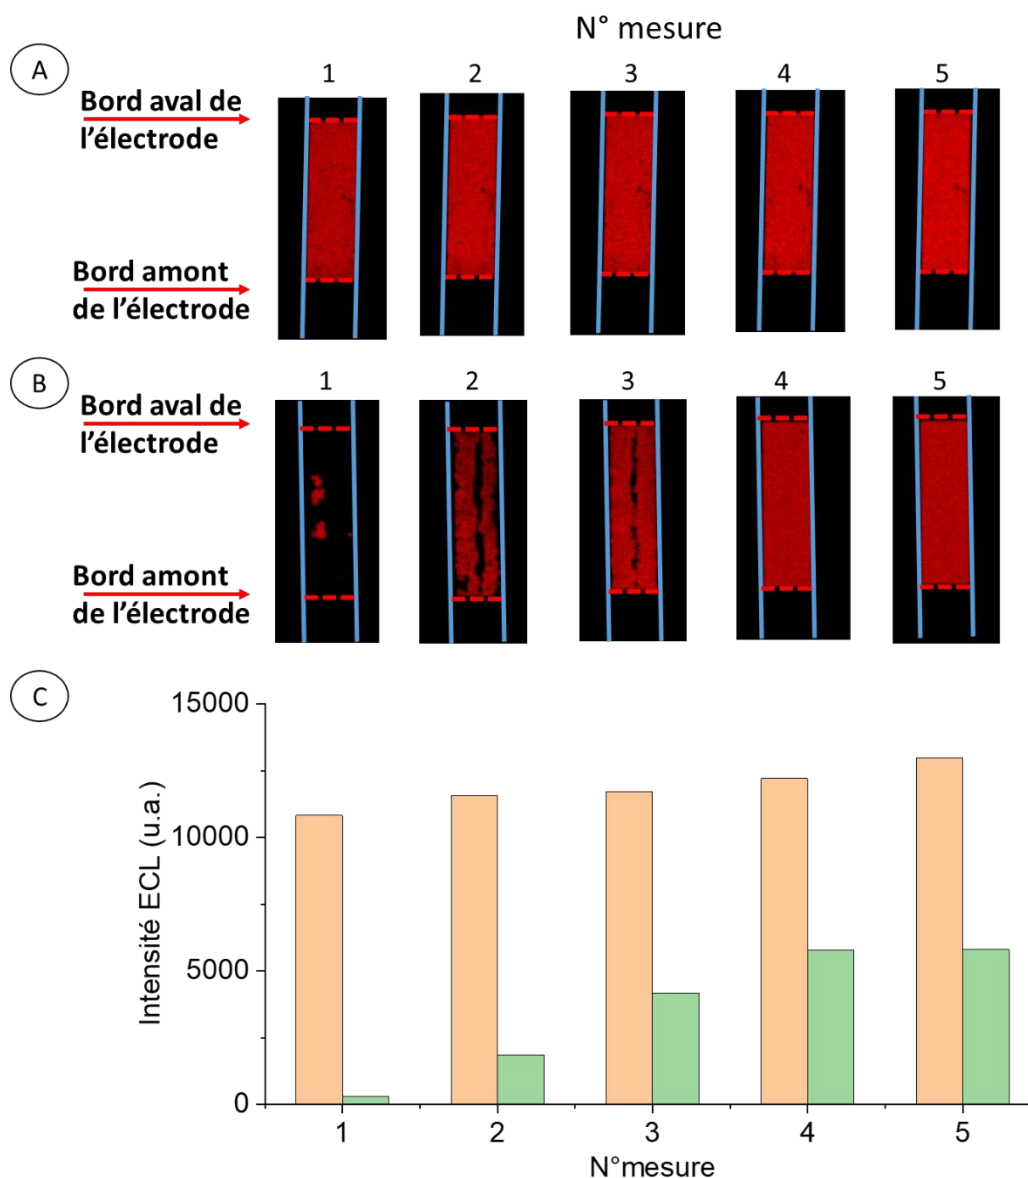 N° mesure
A
1
2
3
4
5
Bord aval de
l'électrode
Bord amont
de l'électrode
B
1
2
3
4
5
Bord aval de
l'électrode
Bord amont
de l'électrode
C
15000
10000
5000
0
Intensité ECL (u.a.)
1
2
3
4
5
N°mesure